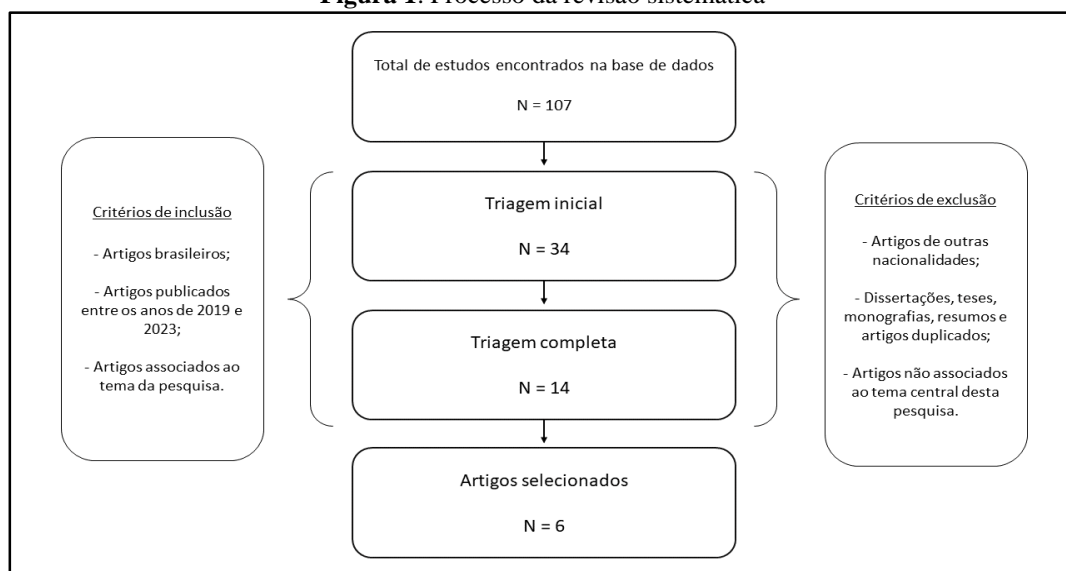 Figura 1. Processo da revisão sistemática
Total de estudos encontrados na base de dados
N = 107
Critérios de inclusão
- Artigos brasileiros;
- Artigos publicados
entre os anos de 2019 e
2023;
- Artigos associados ao
tema da pesquisa.
Triagem inicial
N = 34
Triagem completa
N = 14
Critérios de exclusão
- Artigos de outras
nacionalidades;
- Dissertações, teses,
monografias, resumos e
artigos duplicados;
- Artigos não associados
ao tema central desta
pesquisa.
Artigos selecionados
N = 6